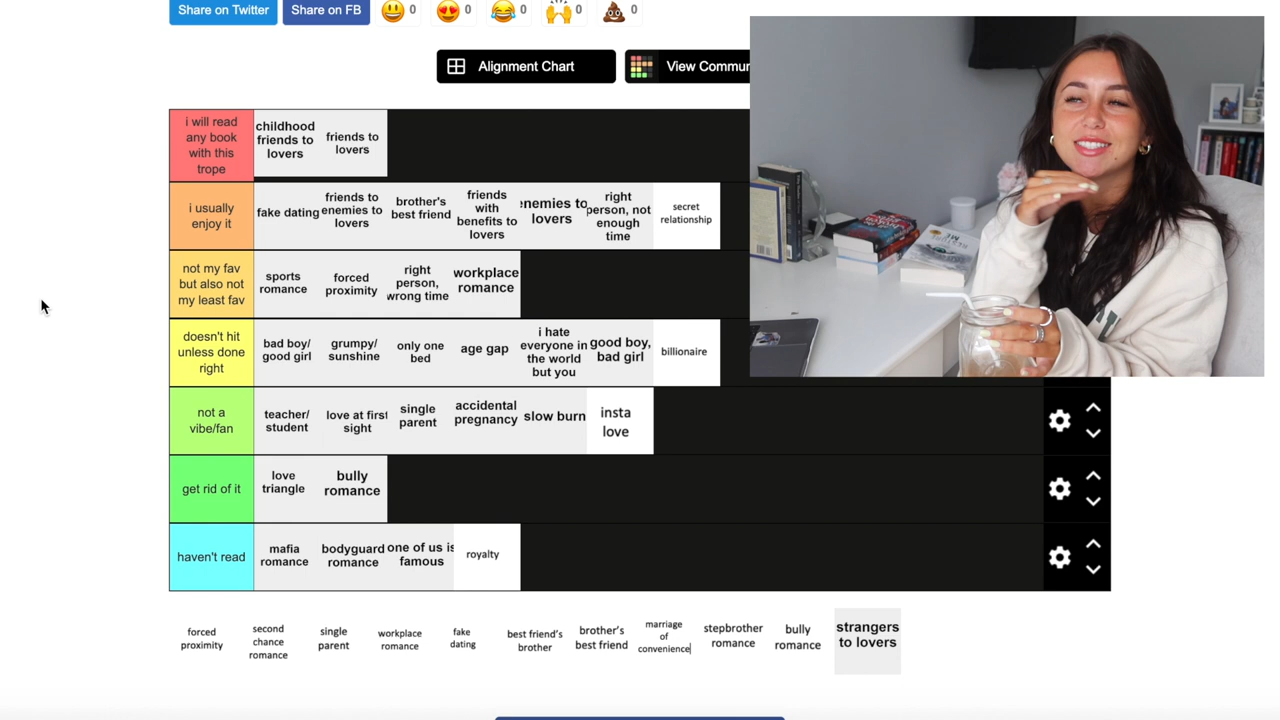 Share on Twitter
Share on FB
0
0
0
0
0
Alignment Chart
View Commu
i will read
any book
with this
trope
childhood
friends to
lovers
friends to
lovers
i usually
enjoy it
fake dating
friends to
enemies to
lovers
brother's
best friend
friends
with
benefits to
lovers
enemies to
lovers
right
person, not
enough
time
secret
relationship
not my fav
but also not
my least fav
sports
romance
forced
proximity
right
person,
wrong time
workplace
romance
doesn't hit
unless done
right
bad boy/
good girl
grumpy/
sunshine
only one
bed
age gap
i hate
everyone in
the world
but you
good boy,
bad girl
billionaire
not a
vibe/fan
teacher/
student
love at first
sight
single
parent
accidental
pregnancy
slow burn
insta
love
get rid of it
love
triangle
bully
romance
haven't read
mafia
romance
bodyguard
romance
one of us is
famous
royalty
forced
proximity
second
chance
romance
single
parent
workplace
romance
fake
dating
best friend's
brother
brother's
best friend
marriage
of
convenience
stepbrother
romance
bully
romance
strangers
to lovers